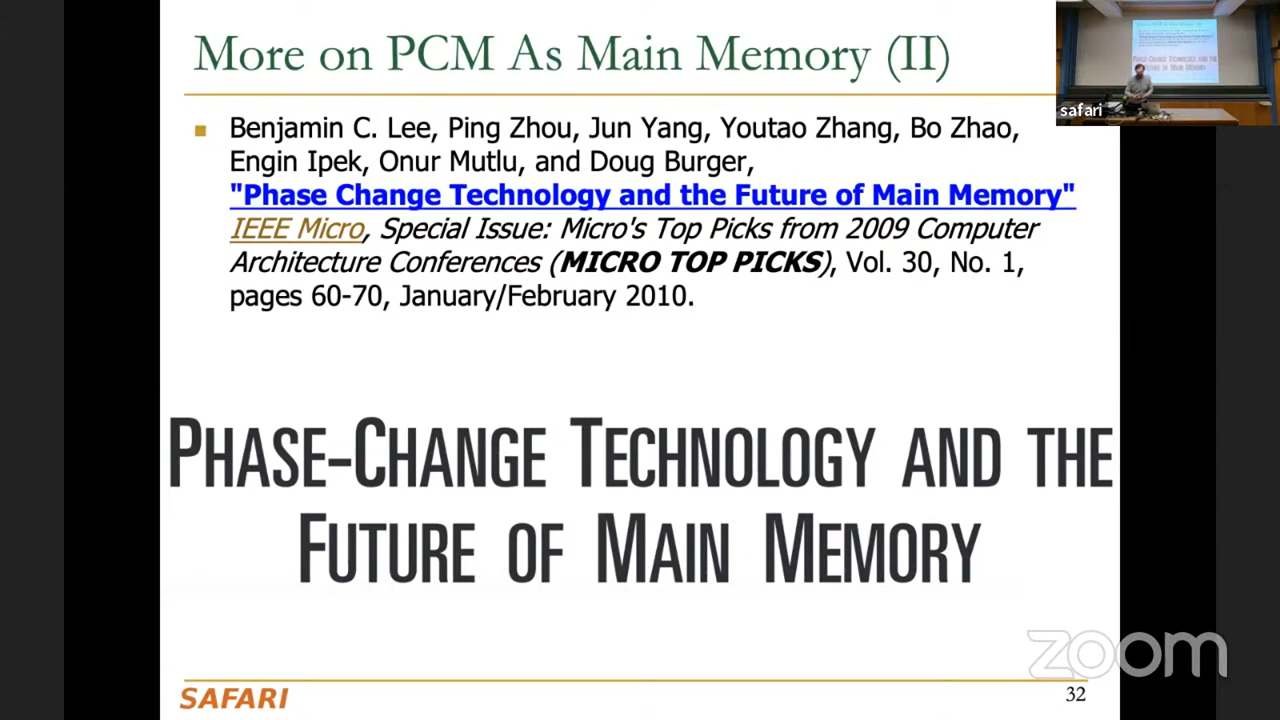 More on PCM As Main Memory (II)
safari
■ Benjamin C. Lee, Ping Zhou, Jun Yang, Youtao Zhang, Bo Zhao,
Engin Ipek, Onur Mutlu, and Doug Burger,
"Phase Change Technology and the Future of Main Memory"
IEEE Micro, Special Issue: Micro's Top Picks from 2009 Computer
Architecture Conferences (MICRO TOP PICKS), Vol. 30, No. 1,
pages 60-70, January/February 2010.
PHASE-CHANGE TECHNOLOGY AND THE
FUTURE OF MAIN MEMORY
zoom
SAFARI
32